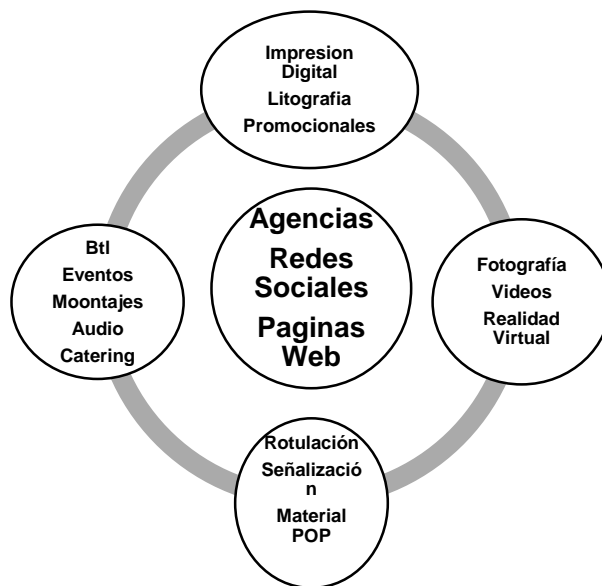 Impresion
Digital
Litografia
Promocionales
Agencias
Redes
Sociales
Paginas
Web
Btl
Eventos
Moontajes
Audio
Catering
Fotografía
Videos
Realidad
Virtual
Rotulación
Señalizació
n
Material
POP